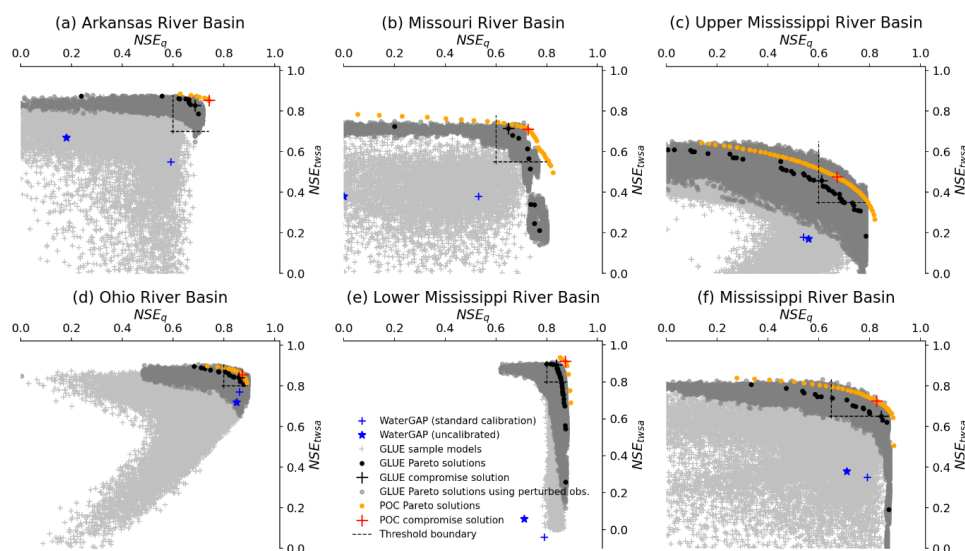 (a) Arkansas River Basin
NSEq
0.0 0.2 0.4 0.6 0.8 1.0
1.0
0.8
0.6
0.4
0.2
0.0
NSEtwsa
(b) Missouri River Basin
NSEq
0.0 0.2 0.4 0.6 0.8 1.0
1.0
0.8
0.6
0.4
0.2
0.0
NSEtwsa
(c) Upper Mississippi River Basin
NSEq
0.0 0.2 0.4 0.6 0.8 1.0
1.0
0.8
0.6
0.4
0.2
0.0
NSEtwsa
(d) Ohio River Basin
NSEq
0.0 0.2 0.4 0.6 0.8 1.0
1.0
0.8
0.6
0.4
0.2
0.0
NSEtwsa
(e) Lower Mississippi River Basin
NSEq
0.0 0.2 0.4 0.6 0.8 1.0
1.0
0.8
0.6
0.4
0.2
0.0
NSEtwsa
WaterGAP (standard calibration)
WaterGAP (uncalibrated)
GLUE sample models
GLUE Pareto solutions
GLUE compromise solution
GLUE Pareto solutions using perturbed obs.
POC Pareto solutions
POC compromise solution
Threshold boundary
(f) Mississippi River Basin
NSEq
0.0 0.2 0.4 0.6 0.8 1.0
1.0
0.8
0.6
0.4
0.2
0.0
NSEtwsa